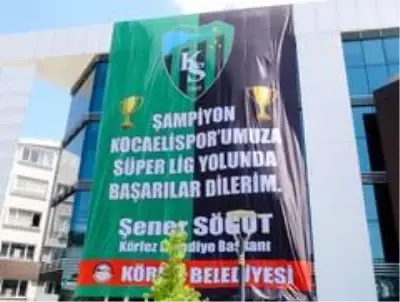 KS
ŞAMPİYON
KOCAELİSPOR'UMUZA
SÜPER LİG YOLUNDA
BAŞARILAR DİLERİM.
Şener SÖĞÜT
Körfez Belediye Başkanı
KÖRFEZ BELEDİYESİ